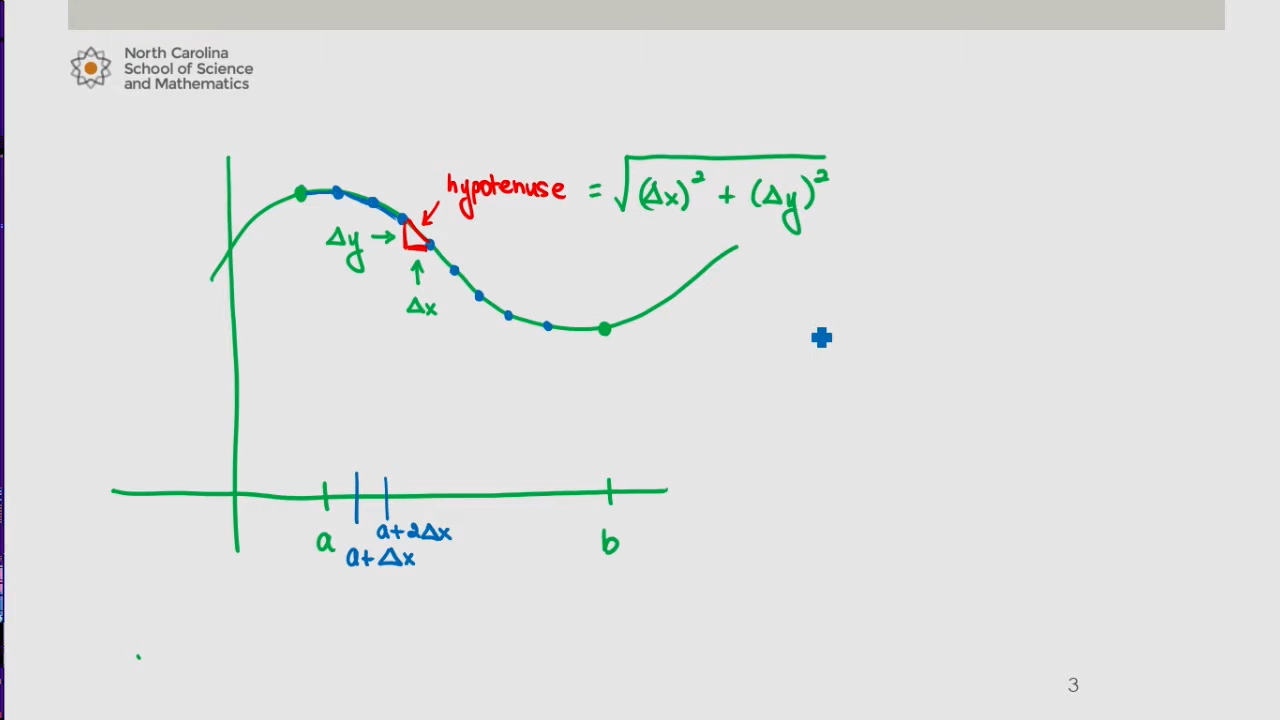 North Carolina
School of Science
and Mathematics
hypotenuse = √((Δx)² + (Δy)²)
Δy →
Δx
a
a+Δx
a+2Δx
b
3